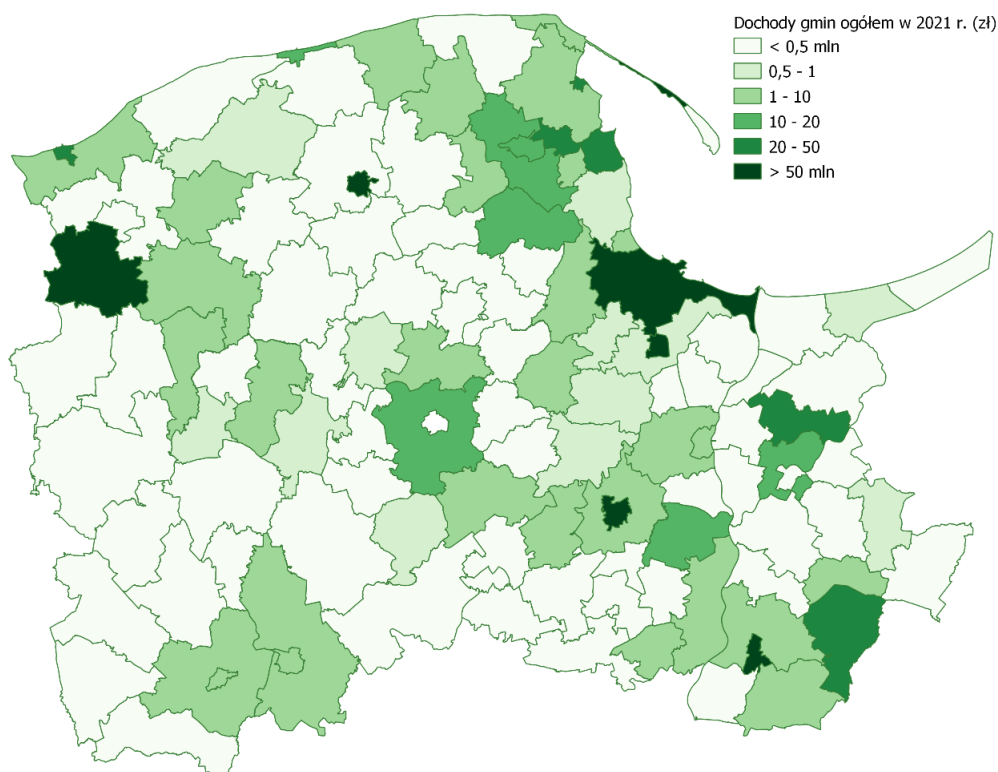 Dochody gmin ogółem w 2021 r. (zł)
< 0,5 mln
0,5 - 1
1 - 10
10 - 20
20 - 50
> 50 mln